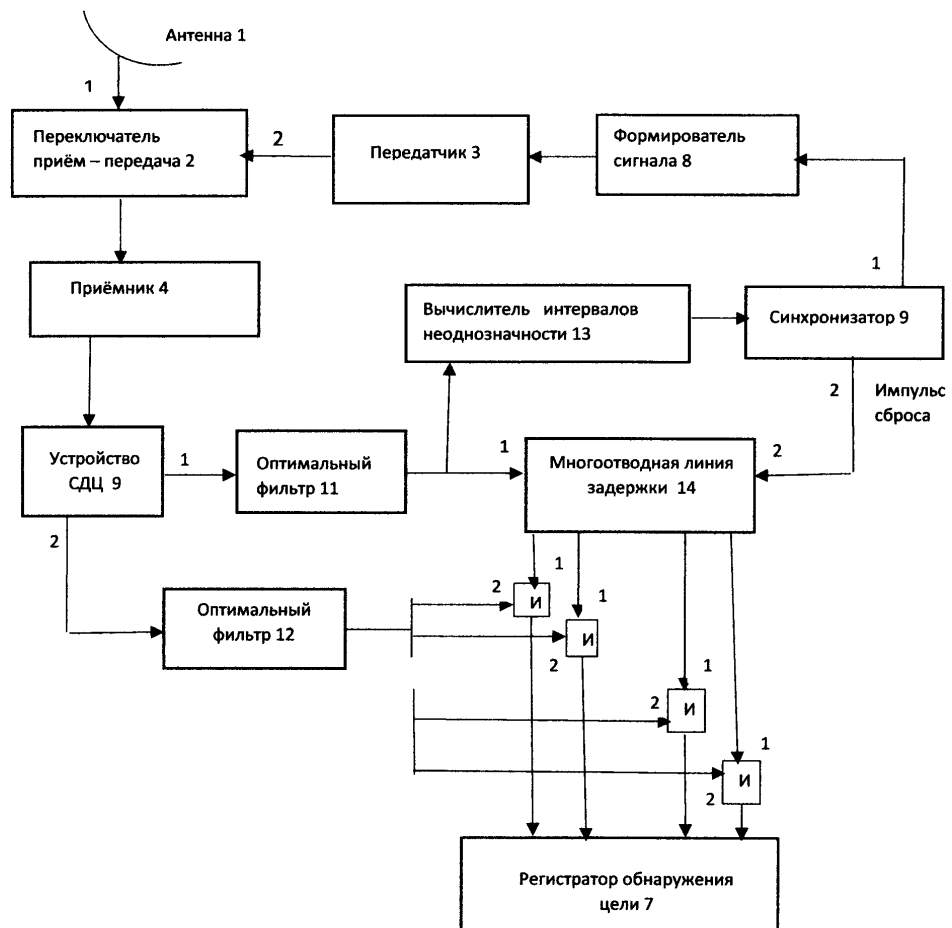 Антенна 1
1
Переключатель
приём – передача 2
2
Передатчик 3
Формирователь
сигнала 8
1
Приёмник 4
Вычислитель интервалов
неоднозначности 13
Синхронизатор 9
2
Импульс
сброса
Устройство
СДЦ 9
1
Оптимальный
фильтр 11
1
Многоотводная линия
задержки 14
2
2
Оптимальный
фильтр 12
2
И
1
1
И
2
1
2
И
1
И
2
Регистратор обнаружения
цели 7